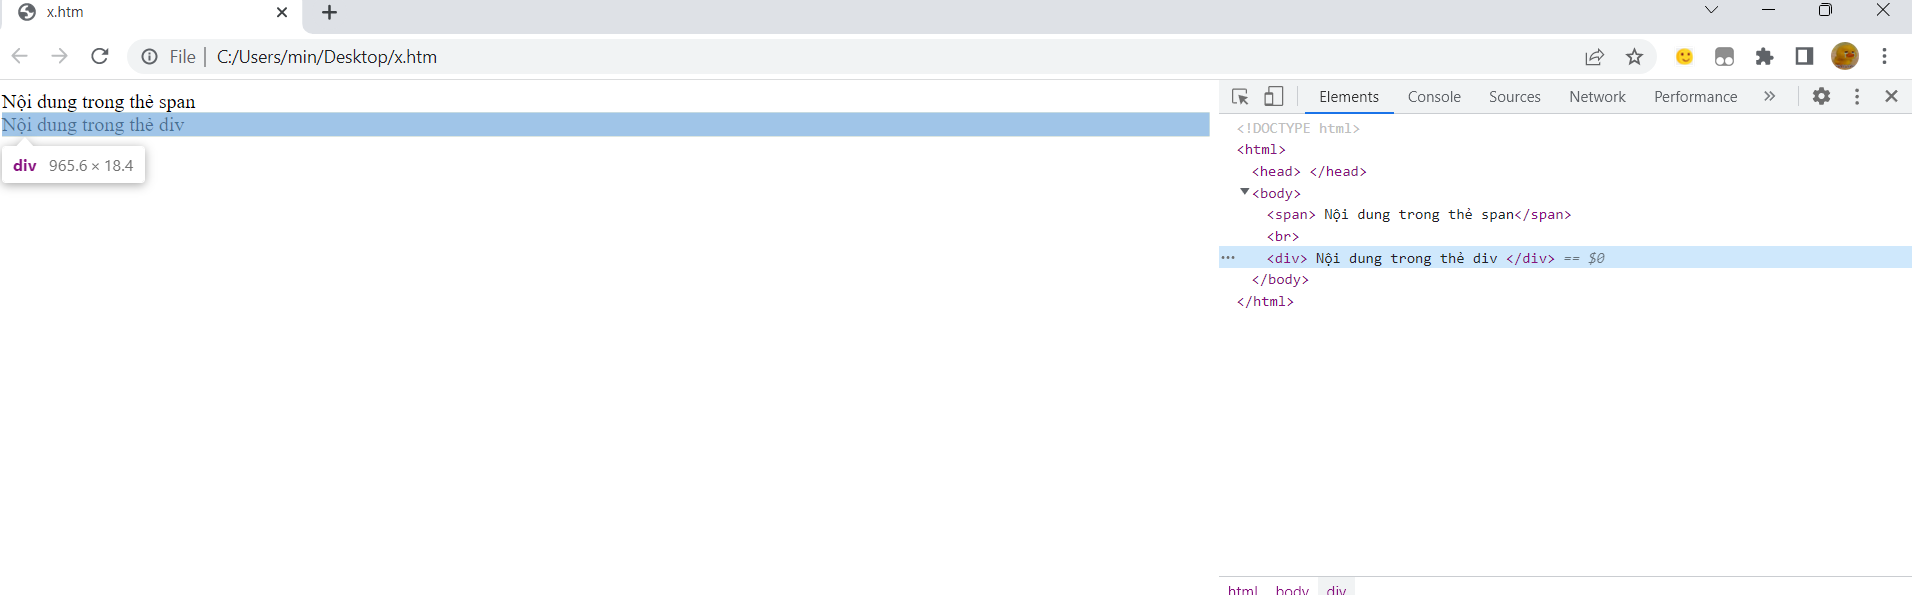 x.htm
File | C:/Users/min/Desktop/x.htm
Nội dung trong thẻ span
Nội dung trong thẻ div
div 965.6 × 18.4
Elements Console Sources Network Performance »
<!DOCTYPE html>
<html>
<head> </head>
<body>
<span> Nội dung trong thẻ span</span>
<br>
<div> Nội dung trong thẻ div </div> == $0
</body>
</html>
html body div